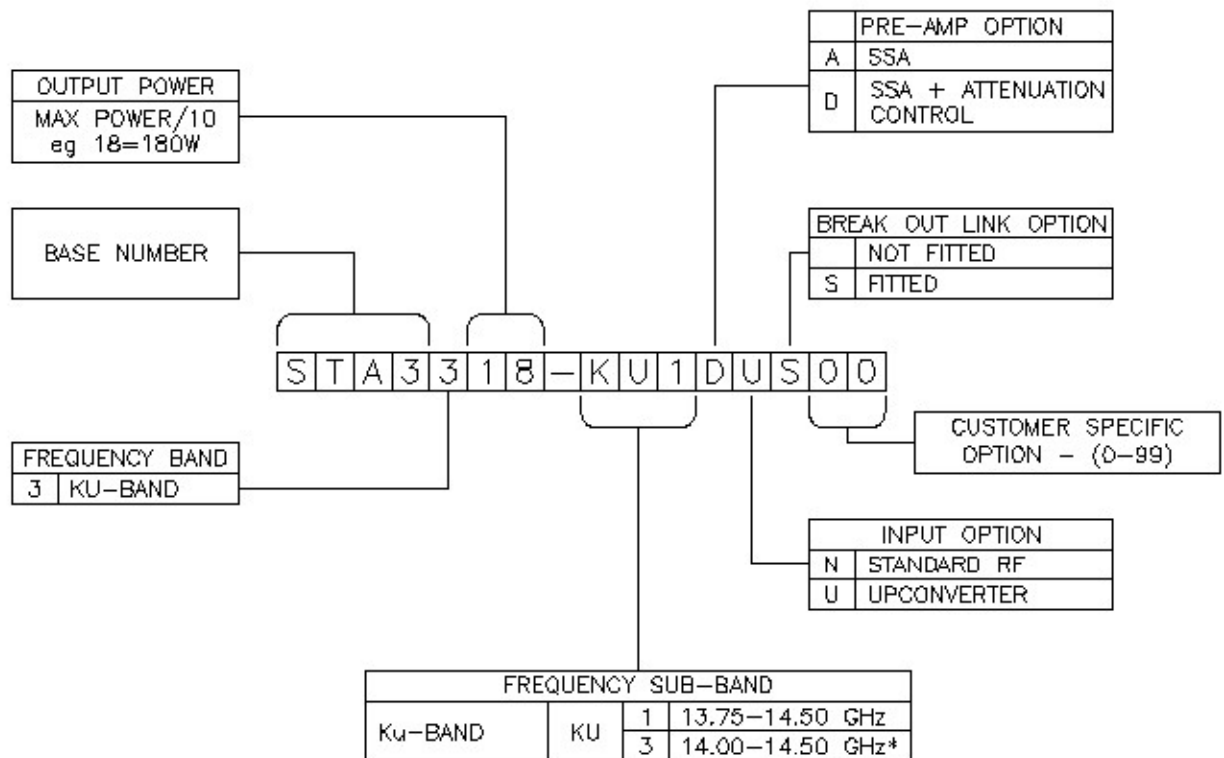 PRE-AMP OPTION
A SSA
D SSA + ATTENUATION
CONTROL
OUTPUT POWER
MAX POWER/10
eg 18=180W
BASE NUMBER
BREAK OUT LINK OPTION
NOT FITTED
S FITTED
STA3318-KU1DUS00
CUSTOMER SPECIFIC
OPTION - (0-99)
FREQUENCY BAND
3 KU-BAND
INPUT OPTION
N STANDARD RF
U UPCONVERTER
FREQUENCY SUB-BAND
Ku-BAND KU
1 13.75-14.50 GHz
3 14.00-14.50 GHz*